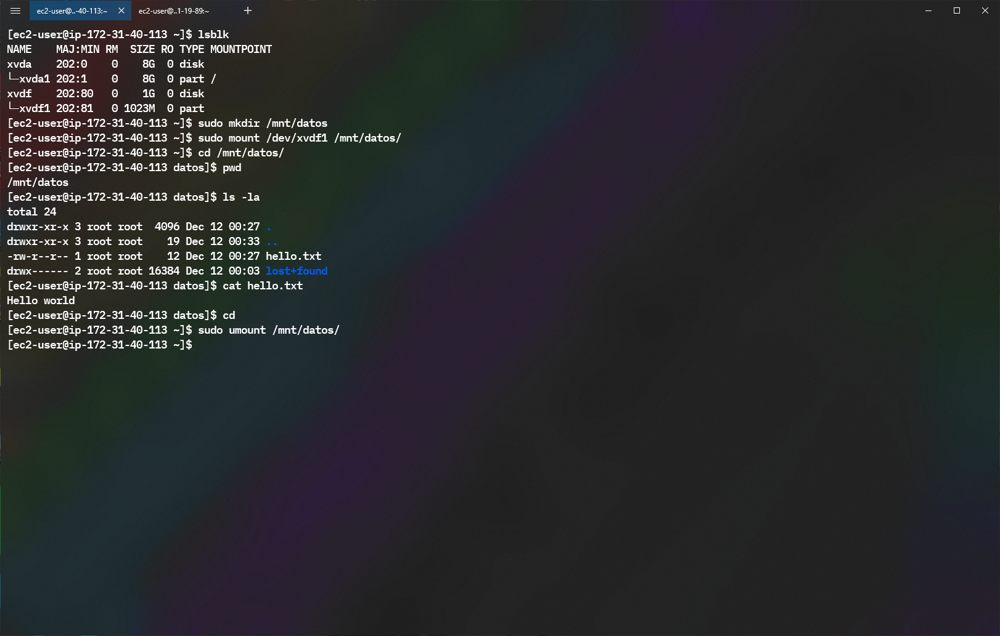 ec2-user@..-40-113:~ ec2-user@..1-19-89:~
[ec2-user@ip-172-31-40-113 ~]$ lsblk
NAME    MAJ:MIN RM  SIZE RO TYPE MOUNTPOINT
xvda    202:0    0    8G  0 disk
└─xvda1 202:1    0    8G  0 part /
xvdf    202:80   0    1G  0 disk
└─xvdf1 202:81   0 1023M  0 part
[ec2-user@ip-172-31-40-113 ~]$ sudo mkdir /mnt/datos
[ec2-user@ip-172-31-40-113 ~]$ sudo mount /dev/xvdf1 /mnt/datos/
[ec2-user@ip-172-31-40-113 ~]$ cd /mnt/datos/
[ec2-user@ip-172-31-40-113 datos]$ pwd
/mnt/datos
[ec2-user@ip-172-31-40-113 datos]$ ls -la
total 24
drwxr-xr-x 3 root root  4096 Dec 12 00:27 .
drwxr-xr-x 3 root root    19 Dec 12 00:33 ..
-rw-r--r-- 1 root root    12 Dec 12 00:27 hello.txt
drwx------ 2 root root 16384 Dec 12 00:03 lost+found
[ec2-user@ip-172-31-40-113 datos]$ cat hello.txt
Hello world
[ec2-user@ip-172-31-40-113 datos]$ cd
[ec2-user@ip-172-31-40-113 ~]$ sudo umount /mnt/datos/
[ec2-user@ip-172-31-40-113 ~]$